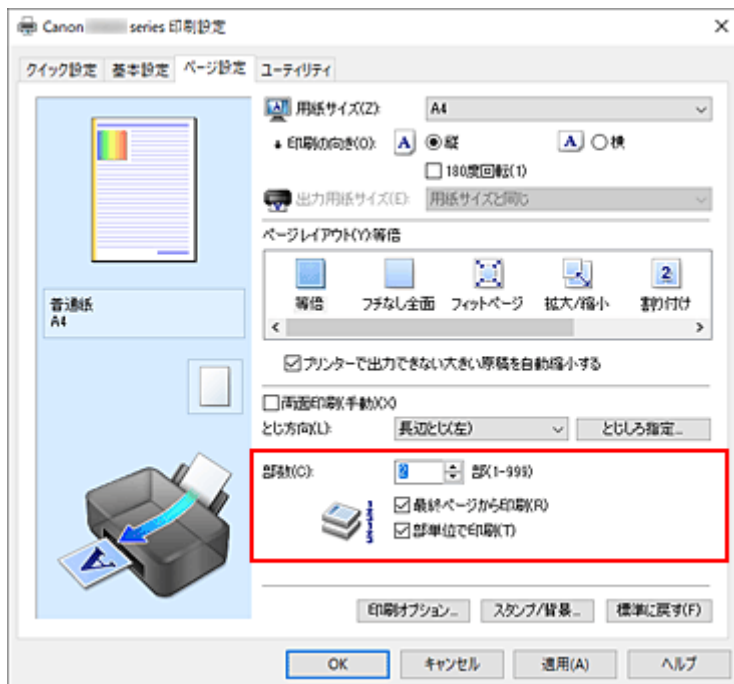 Canon series 印刷設定
クイック設定 基本設定 ページ設定 ユーティリティ
用紙サイズ(Z): A4
印刷の向き(O): A 縦 A 横
180度回転(1)
出力用紙サイズ(E): 用紙サイズと同じ
ページレイアウト(Y):等倍
等倍 フチなし全面 フィットページ 拡大/縮小 割り付け
普通紙
A4
プリンターで出力できない大きい原稿を自動縮小する
両面印刷(手動)(X)
とじ方向(L): 長辺とじ(左) とじしろ指定...
部数(C): 2 部(1-999)
最終ページから印刷(R)
部単位で印刷(T)
印刷オプション... スタンプ/背景... 標準に戻す(F)
OK キャンセル 適用(A) ヘルプ